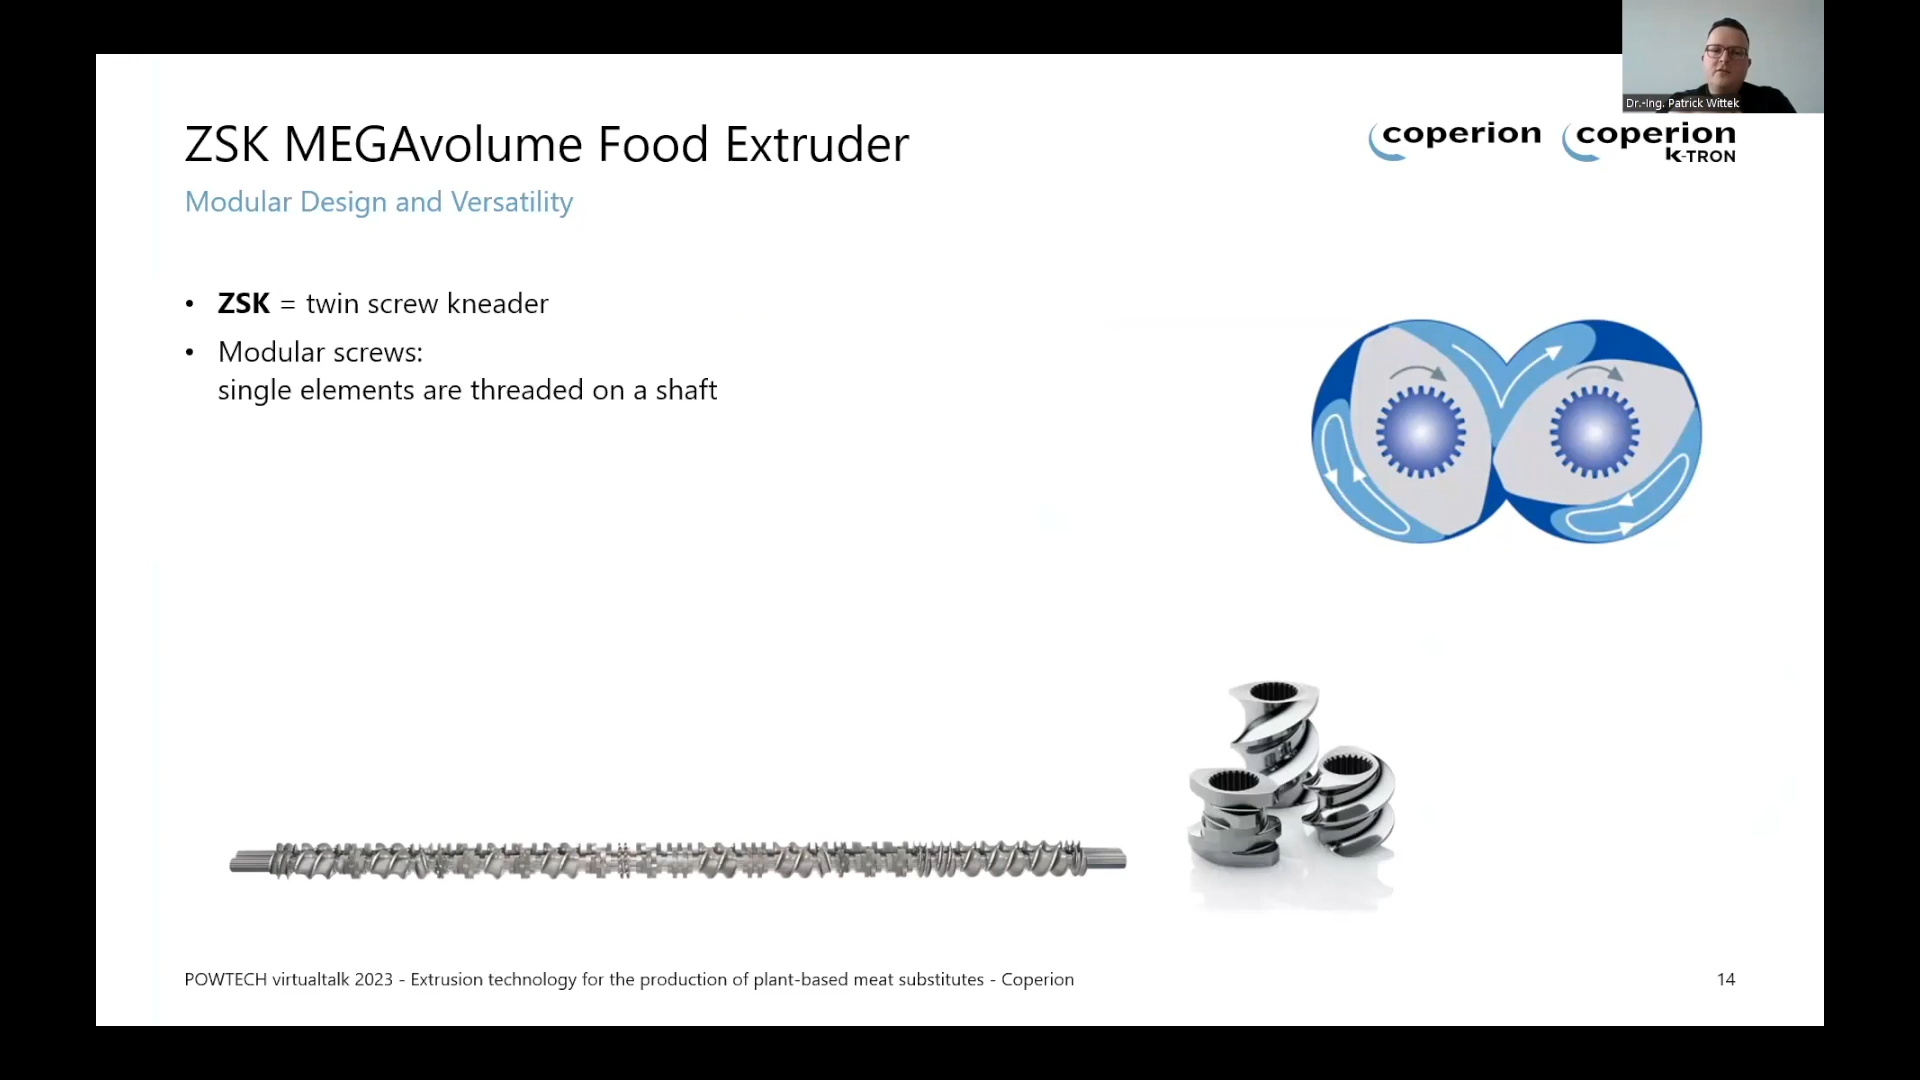 Dr.-Ing. Patrick Wittek
ZSK MEGAvolume Food Extruder
coperion
coperion
K-TRON
Modular Design and Versatility
• ZSK = twin screw kneader
• Modular screws:
single elements are threaded on a shaft
POWTECH virtualtalk 2023 - Extrusion technology for the production of plant-based meat substitutes - Coperion
14